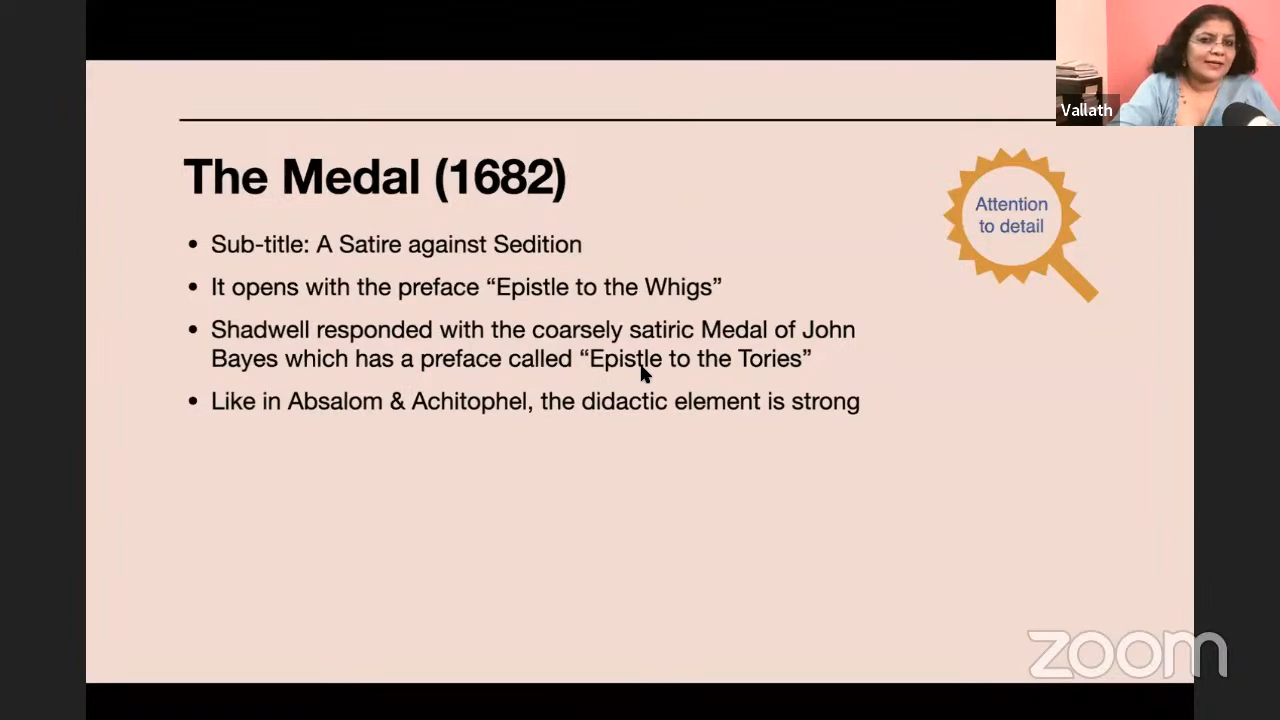 Vallath
The Medal (1682)
Attention
to detail
• Sub-title: A Satire against Sedition
• It opens with the preface “Epistle to the Whigs”
• Shadwell responded with the coarsely satiric Medal of John
Bayes which has a preface called “Epistle to the Tories”
• Like in Absalom & Achitophel, the didactic element is strong
zoom